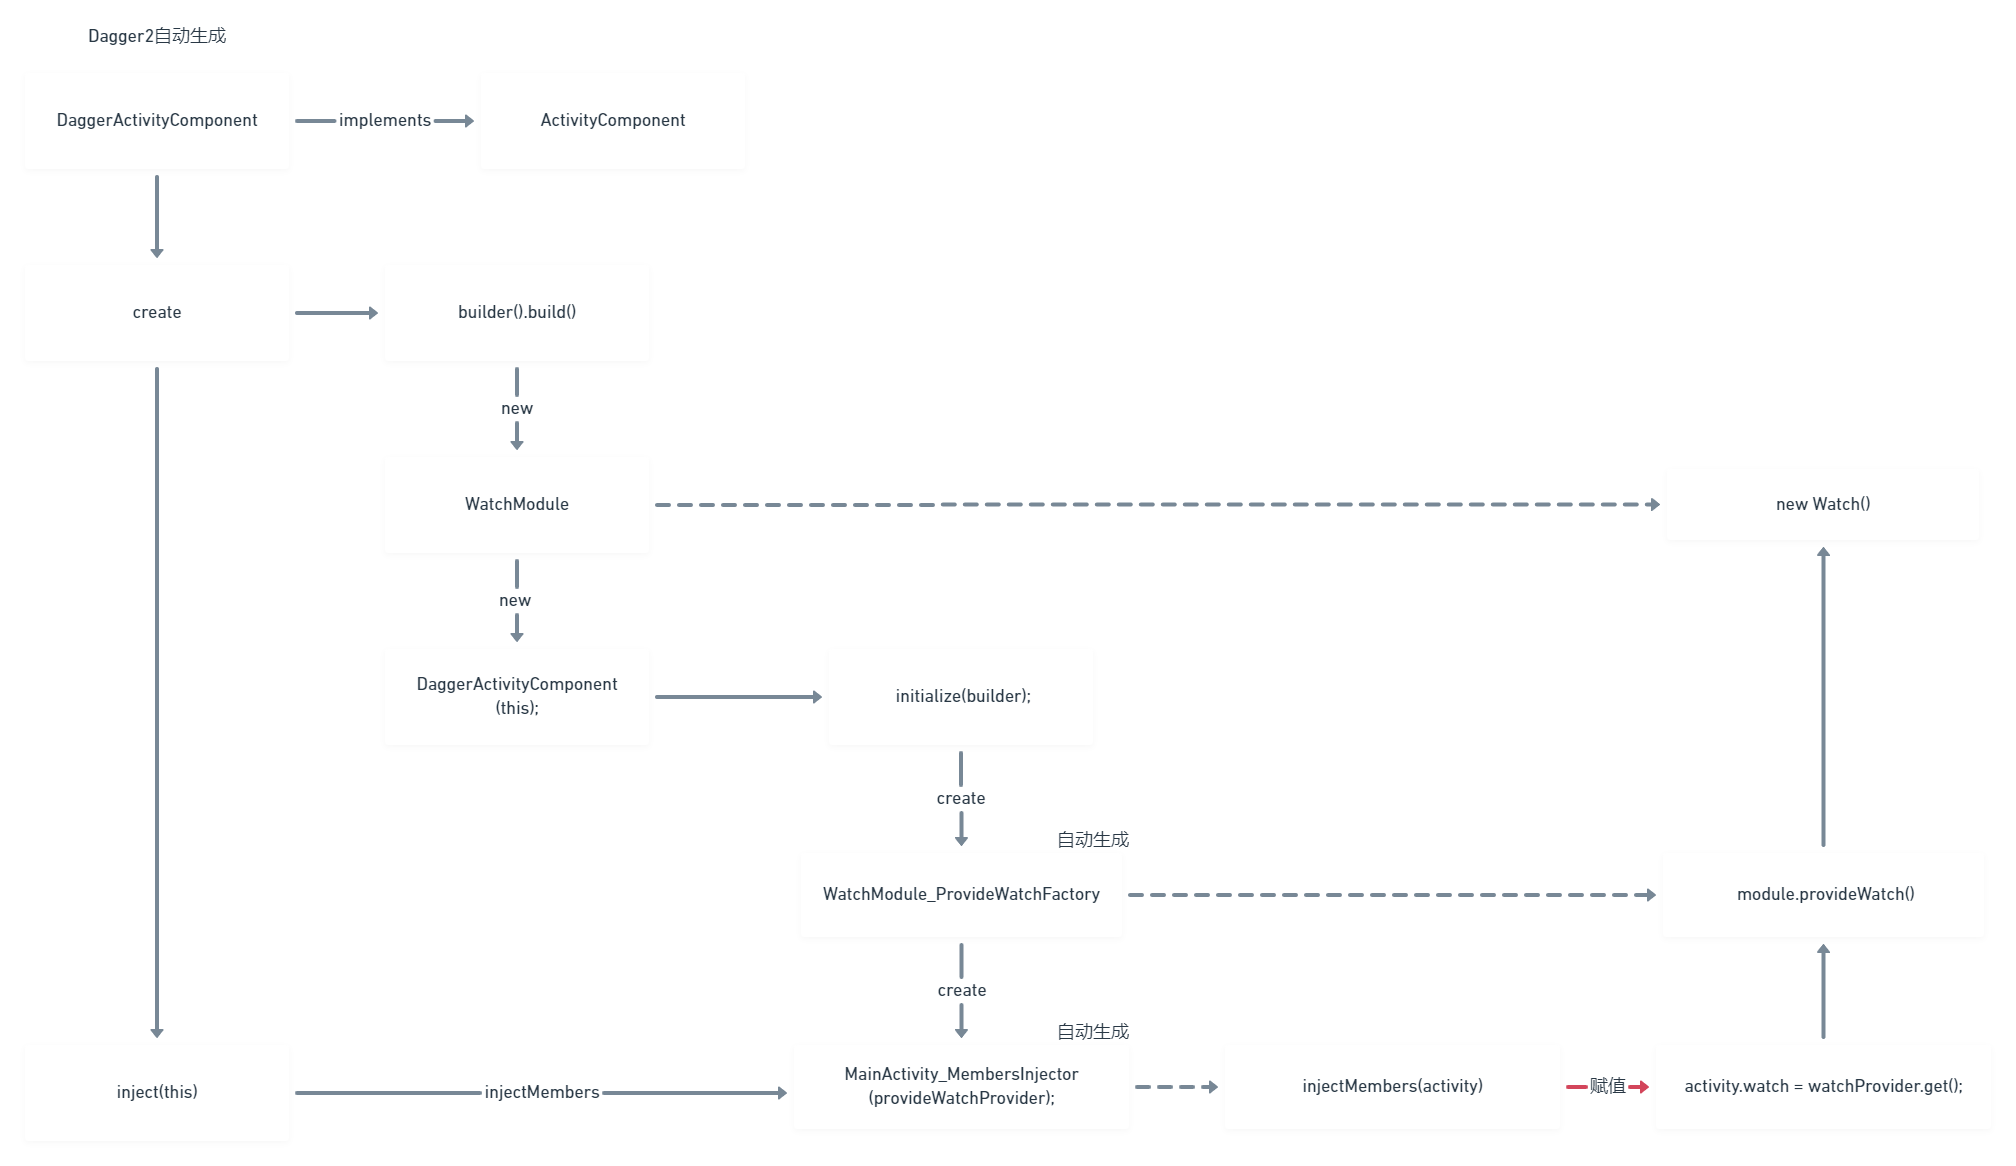 Dagger2自动生成
DaggerActivityComponent
implements
ActivityComponent
create
builder().build()
new
WatchModule
new Watch()
new
DaggerActivityComponent
(this);
initialize(builder);
create
自动生成
WatchModule_ProvideWatchFactory
module.provideWatch()
create
自动生成
inject(this)
injectMembers
MainActivity_MembersInjector
(provideWatchProvider);
injectMembers(activity)
赋值
activity.watch = watchProvider.get();